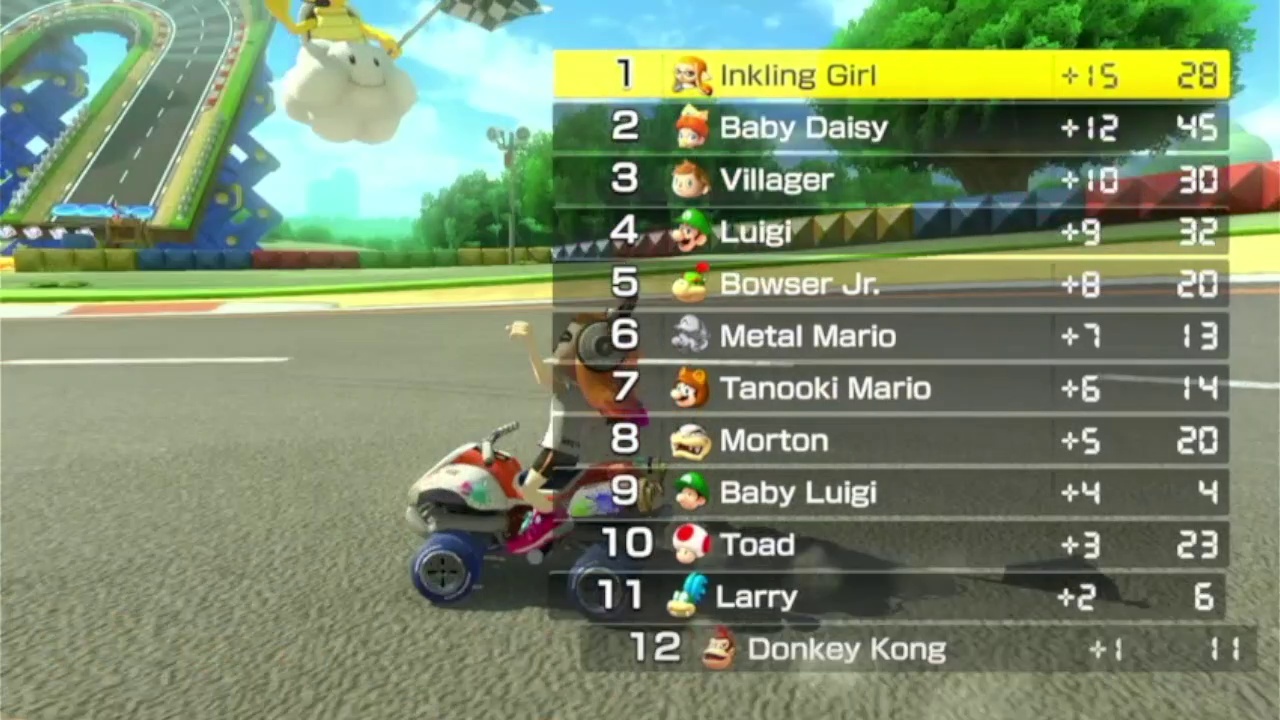 1 Inkling Girl +15 28
2 Baby Daisy +12 45
3 Villager +10 30
4 Luigi +9 32
5 Bowser Jr. +8 20
6 Metal Mario +7 13
7 Tanooki Mario +6 14
8 Morton +5 20
9 Baby Luigi +4 4
10 Toad +3 23
11 Larry +2 6
12 Donkey Kong +1 11